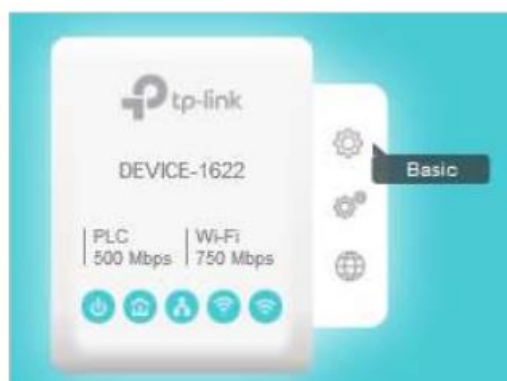 tp-link
DEVICE-1622
PLC
500 Mbps
Wi-Fi
750 Mbps
Basic